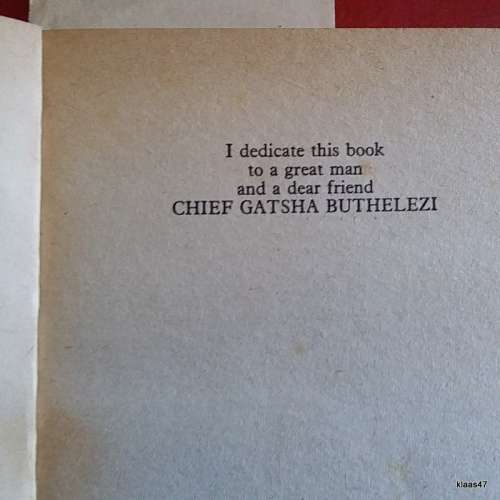 I dedicate this book
to a great man
and a dear friend
CHIEF GATSHA BUTHELEZI
klaas47